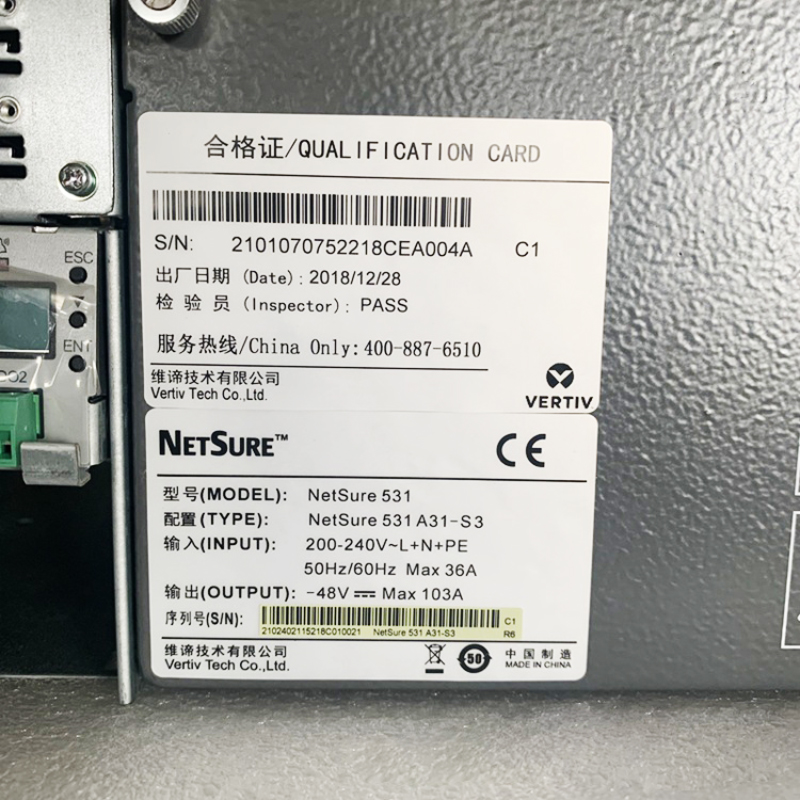 合格证/QUALIFICATION CARD
S/N: 2101070752218CEA004A C1
出厂日期 (Date): 2018/12/28
检 验 员 (Inspector): PASS
服务热线/China Only: 400-887-6510
维谛技术有限公司
Vertiv Tech Co.,Ltd.
VERTIV
NETSURE™
CE
型号(MODEL): NetSure 531
配置(TYPE): NetSure 531 A31-S3
输入(INPUT): 200-240V~L+N+PE
50Hz/60Hz Max 36A
输出(OUTPUT): -48V⎓ Max 103A
序列号(S/N): C1
2102402115218C010021 NetSure 531 A31-S3 R6
维谛技术有限公司
Vertiv Tech Co.,Ltd.
50
中 国 制 造
MADE IN CHINA
ESC
ENT